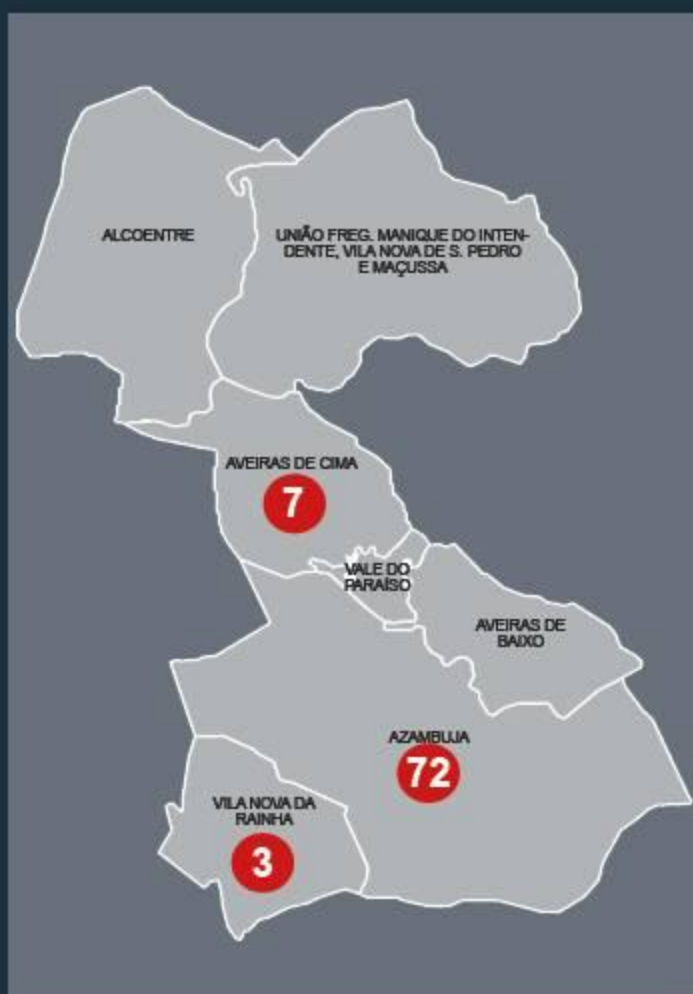 ALCOENTRE
UNIÃO FREG. MANIQUE DO INTEN-
DENTE, VILA NOVA DE S. PEDRO
E MAÇUSSA
AVEIRAS DE CIMA
7
VALE DO
PARAÍSO
AVEIRAS DE
BAIXO
AZAMBUJA
72
VILA NOVA DA
RAINHA
3